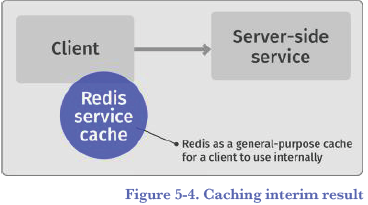 Client
Server-side
service
Redis
service
cache
• Redis as a general-purpose cache
for a client to use internally
Figure 5-4. Caching interim result